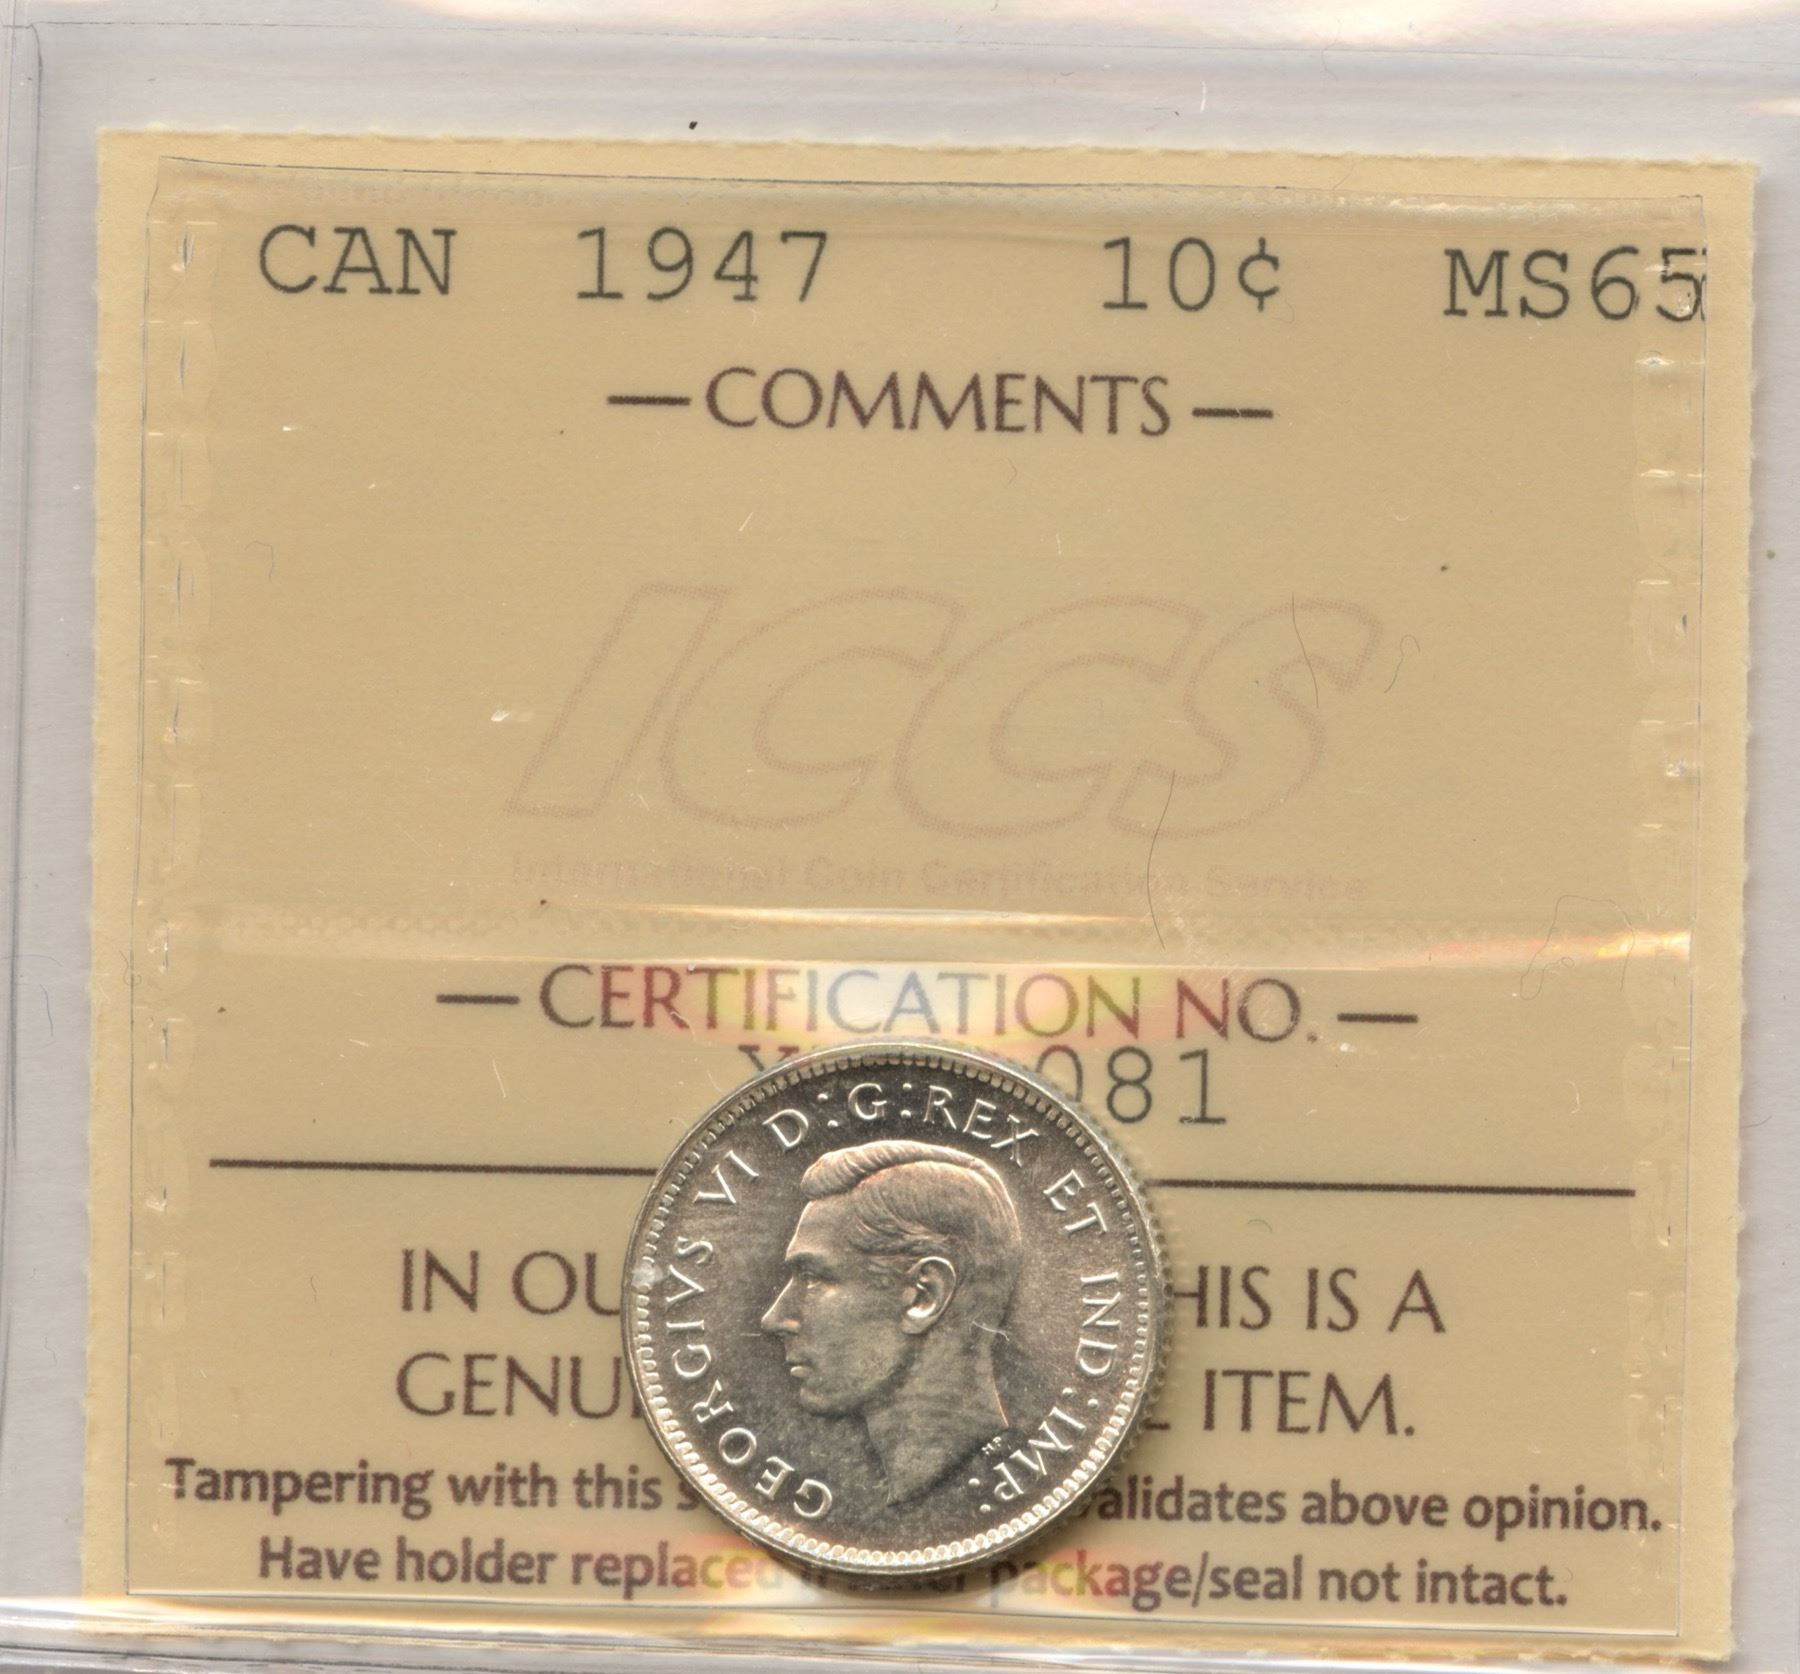 CAN 1947 10¢ MS65
—COMMENTS—
ICCS
International Coin Certification Service
—CERTIFICATION NO.—
081
GEORGIVS VI D:G:REX ET IND:IMP:
HP
IN OU HIS IS A
GENU ITEM.
Tampering with this alidates above opinion.
Have holder replaced package/seal not intact.